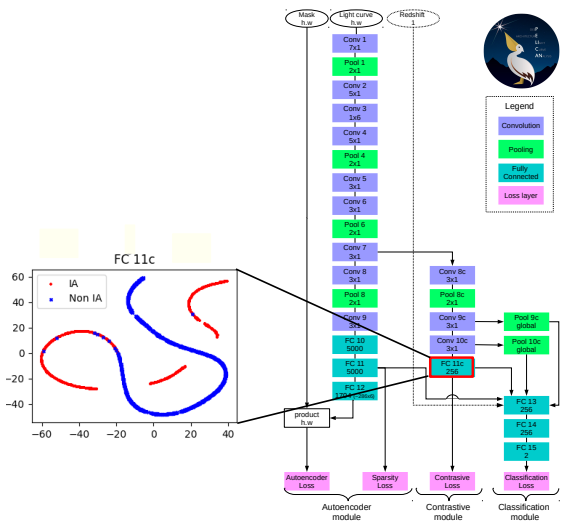 Mask
h.w
Light curve
h.w
Redshift
1
Conv 1
7x1
Pool 1
2x1
Conv 2
5x1
Conv 3
1x6
Conv 4
5x1
Pool 4
2x1
Conv 5
3x1
Conv 6
3x1
Pool 6
2x1
Conv 7
3x1
Conv 8
3x1
Pool 8
2x1
Conv 9
3x1
FC 10
5000
FC 11
5000
FC 12
product
h.w
Conv 8c
3x1
Pool 8c
2x1
Conv 9c
3x1
Conv 10c
3x1
FC 11c
256
Pool 9c
global
Pool 10c
global
FC 13
256
FC 14
256
FC 15
2
Autoencoder
Loss
Sparsity
Loss
Contrasive
Loss
Classification
Loss
Autoencoder
module
Contrastive
module
Classification
module
Legend
Convolution
Pooling
Fully
Connected
Loss layer
P
E
L
I
C
AN
FC 11c
IA
Non IA
60
40
20
0
−20
−40
−60
−40
−20
0
20
40